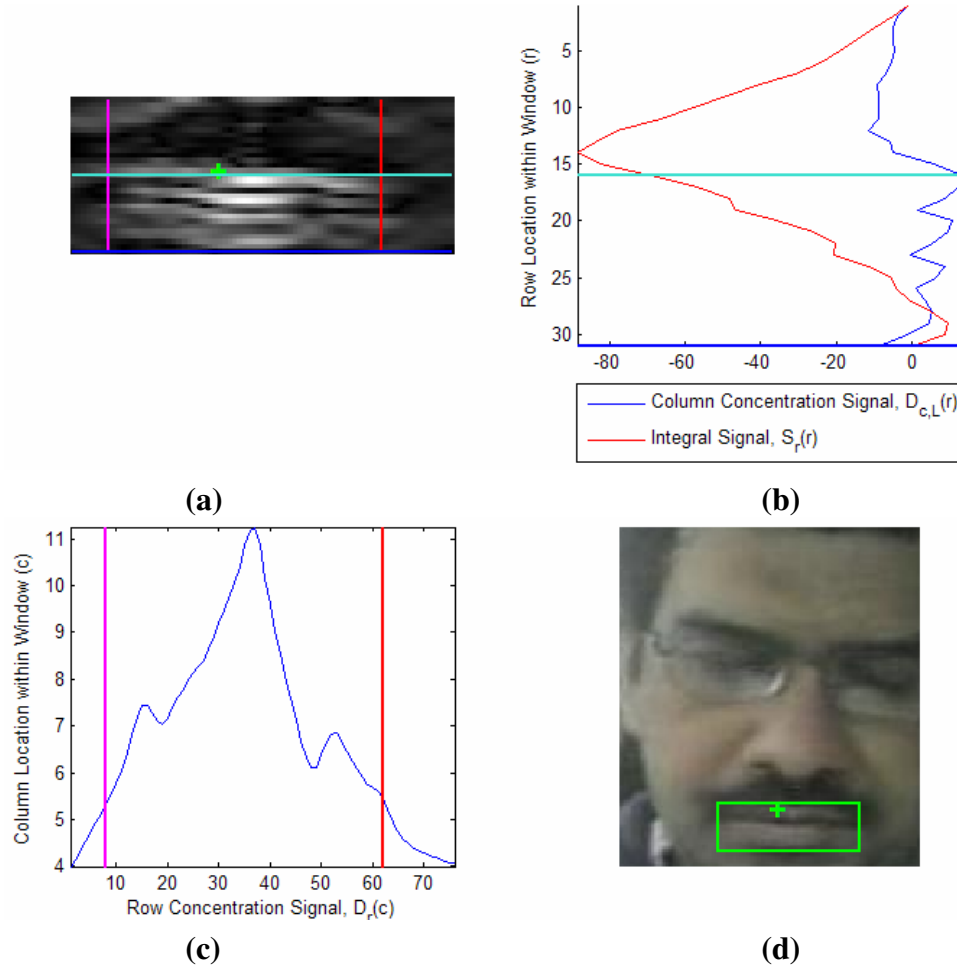 Row Location within Window (r)
5
10
15
20
25
30
-80 -60 -40 -20 0
Column Concentration Signal, D_{c,L}(r)
Integral Signal, S_r(r)
(a)
(b)
Column Location within Window (c)
11
10
9
8
7
6
5
4
10 20 30 40 50 60 70
Row Concentration Signal, D_r(c)
(c)
(d)